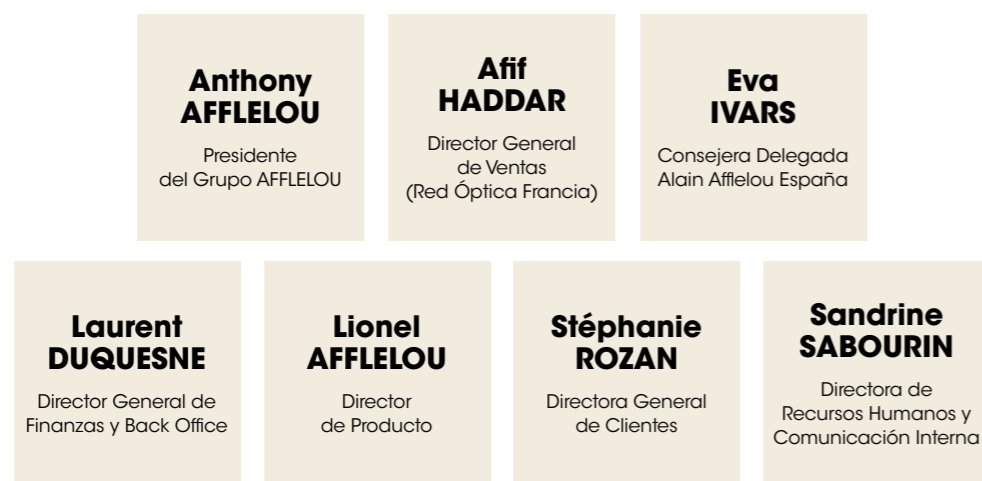 Anthony
AFFLELOU
Presidente
del Grupo AFFLELOU
Afif
HADDAR
Director General
de Ventas
(Red Óptica Francia)
Eva
IVARS
Consejera Delegada
Alain Afflelou España
Laurent
DUQUESNE
Director General de
Finanzas y Back Office
Lionel
AFFLELOU
Director
de Producto
Stéphanie
ROZAN
Directora General
de Clientes
Sandrine
SABOURIN
Directora de
Recursos Humanos y
Comunicación Interna